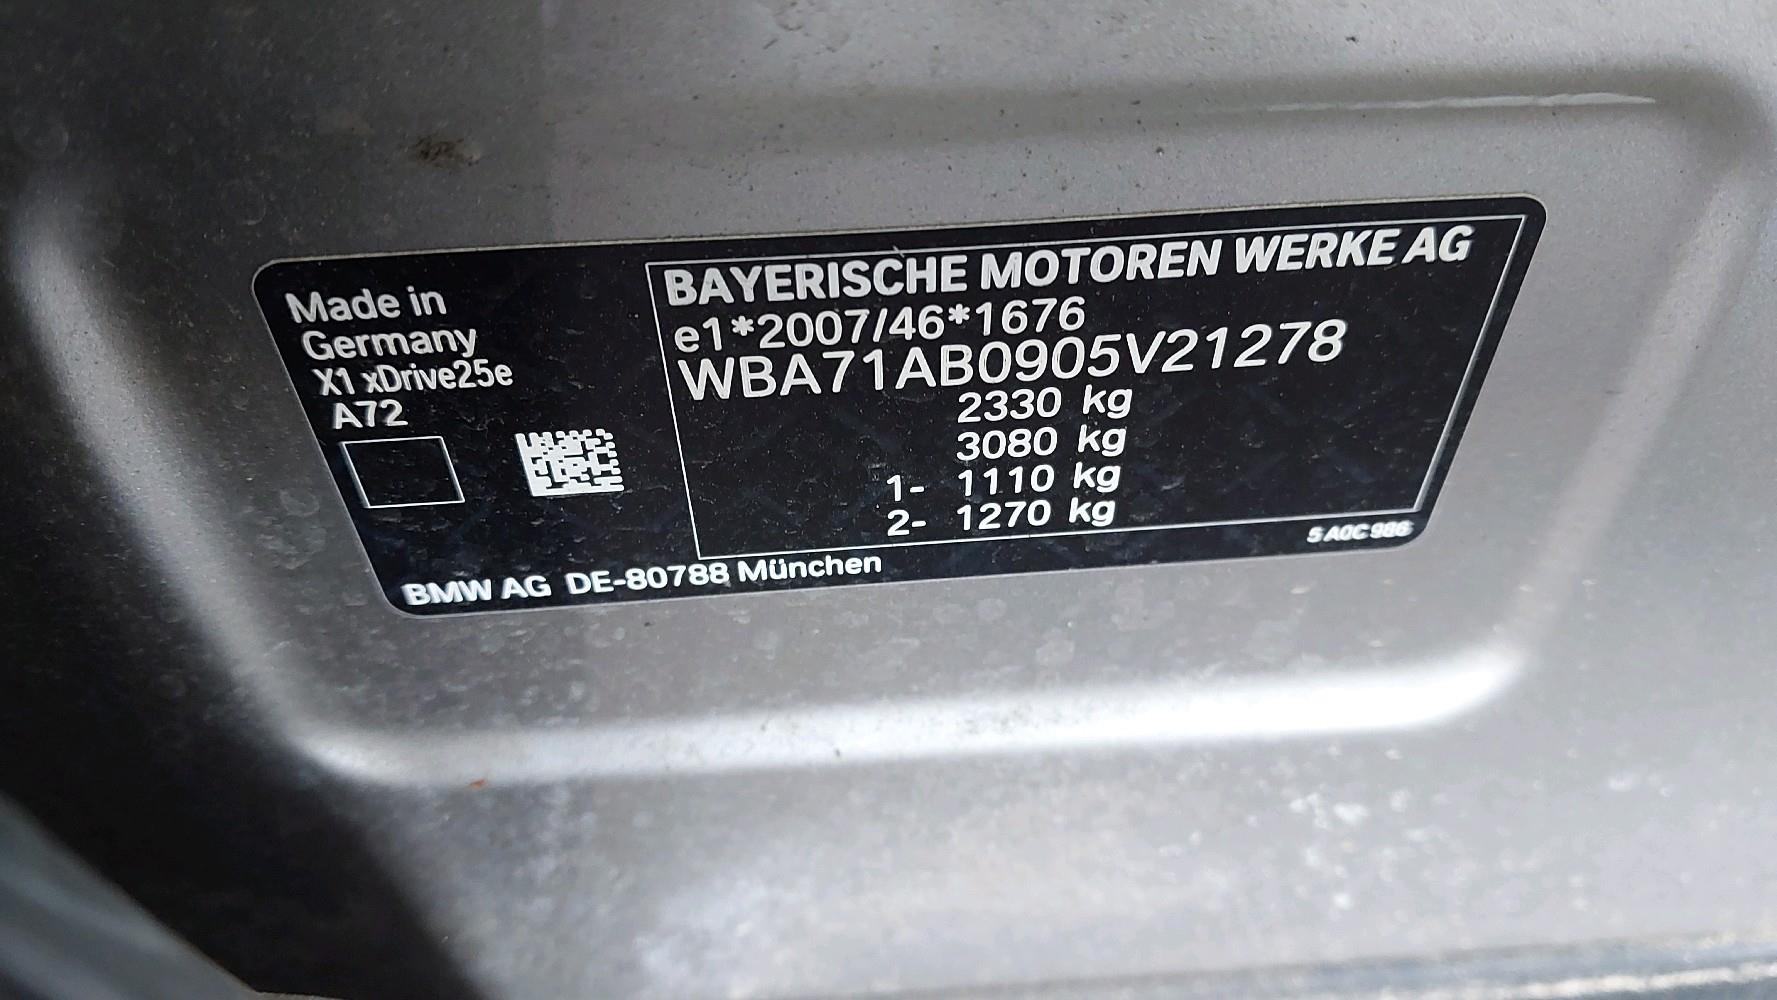 Made in
Germany
X1 xDrive25e
A72
BAYERISCHE MOTOREN WERKE AG
e1*2007/46*1676
WBA71AB0905V21278
2330 kg
3080 kg
1- 1110 kg
2- 1270 kg
BMW AG DE-80788 München
5 A0C 986